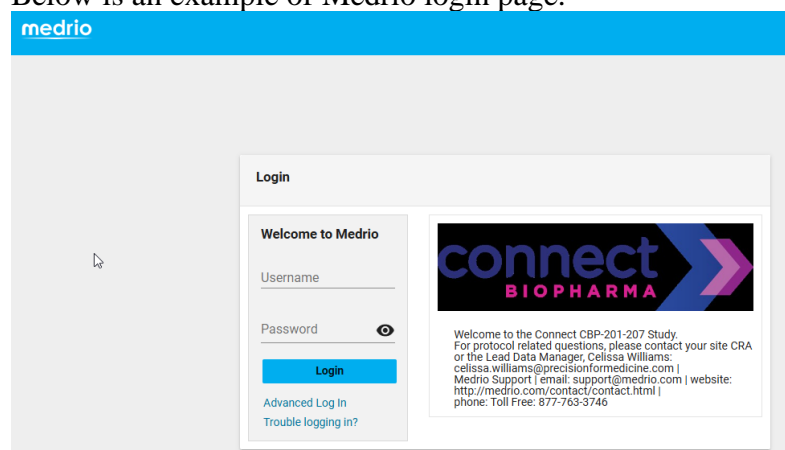 Below is an example of Medrio login page.
medrio
Login
Welcome to Medrio
Username
Password
Login
Advanced Log In
Trouble logging in?
connect
BIOPHARMA
Welcome to the Connect CBP-201-207 Study.
For protocol related questions, please contact your site CRA
or the Lead Data Manager, Celissa Williams:
celissa.williams@precisionformedicine.com |
Medrio Support | email: support@medrio.com | website:
http://medrio.com/contact/contact.html |
phone: Toll Free: 877-763-3746